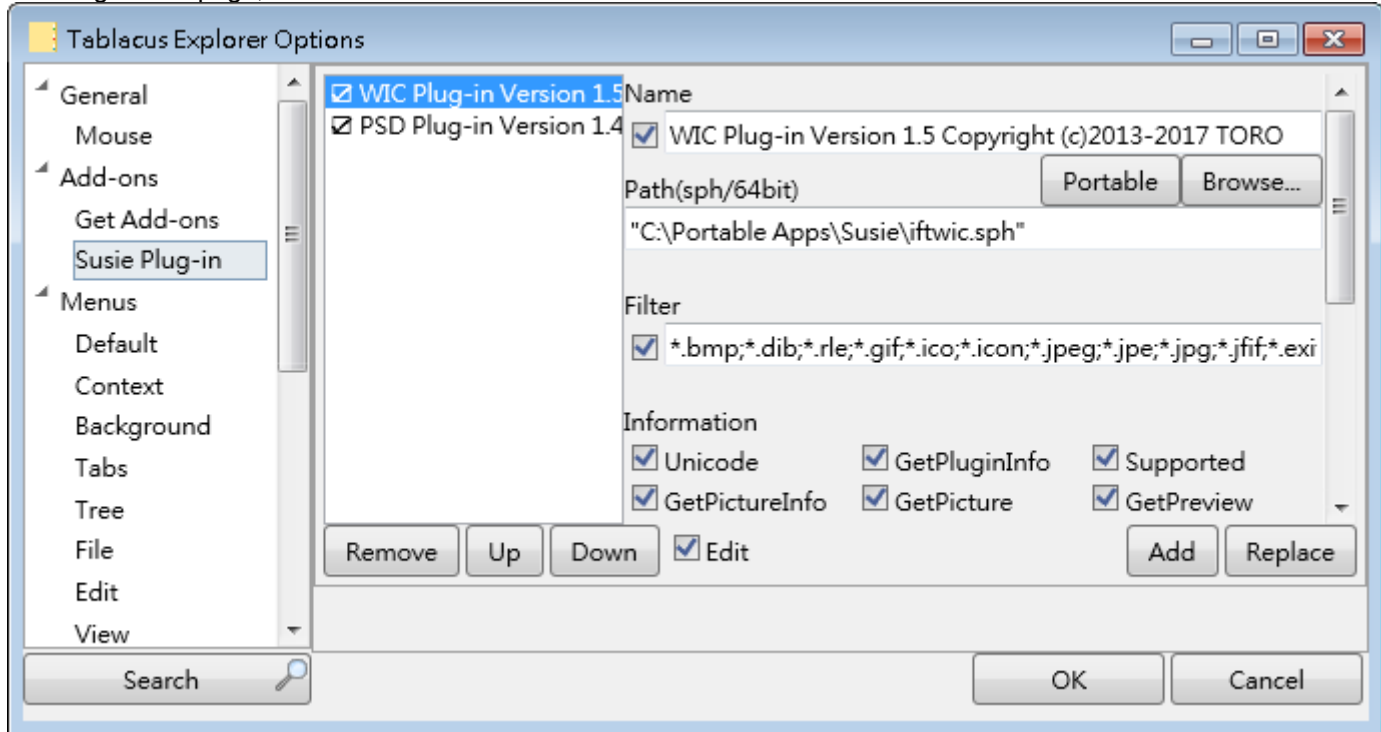 Tablacus Explorer Options
General
Mouse
Add-ons
Get Add-ons
Susie Plug-in
Menus
Default
Context
Background
Tabs
Tree
File
Edit
View
Search
WIC Plug-in Version 1.5
PSD Plug-in Version 1.4
Name
WIC Plug-in Version 1.5 Copyright (c)2013-2017 TORO
Path(sph/64bit)
Portable
Browse...
"C:\Portable Apps\Susie\iftwic.sph"
Filter
*.bmp;*.dib;*.rle;*.gif;*.ico;*.icon;*.jpeg;*.jpe;*.jpg;*.jfif;*.exi
Information
Unicode GetPluginInfo Supported
GetPictureInfo GetPicture GetPreview
Remove Up Down Edit Add Replace
OK Cancel